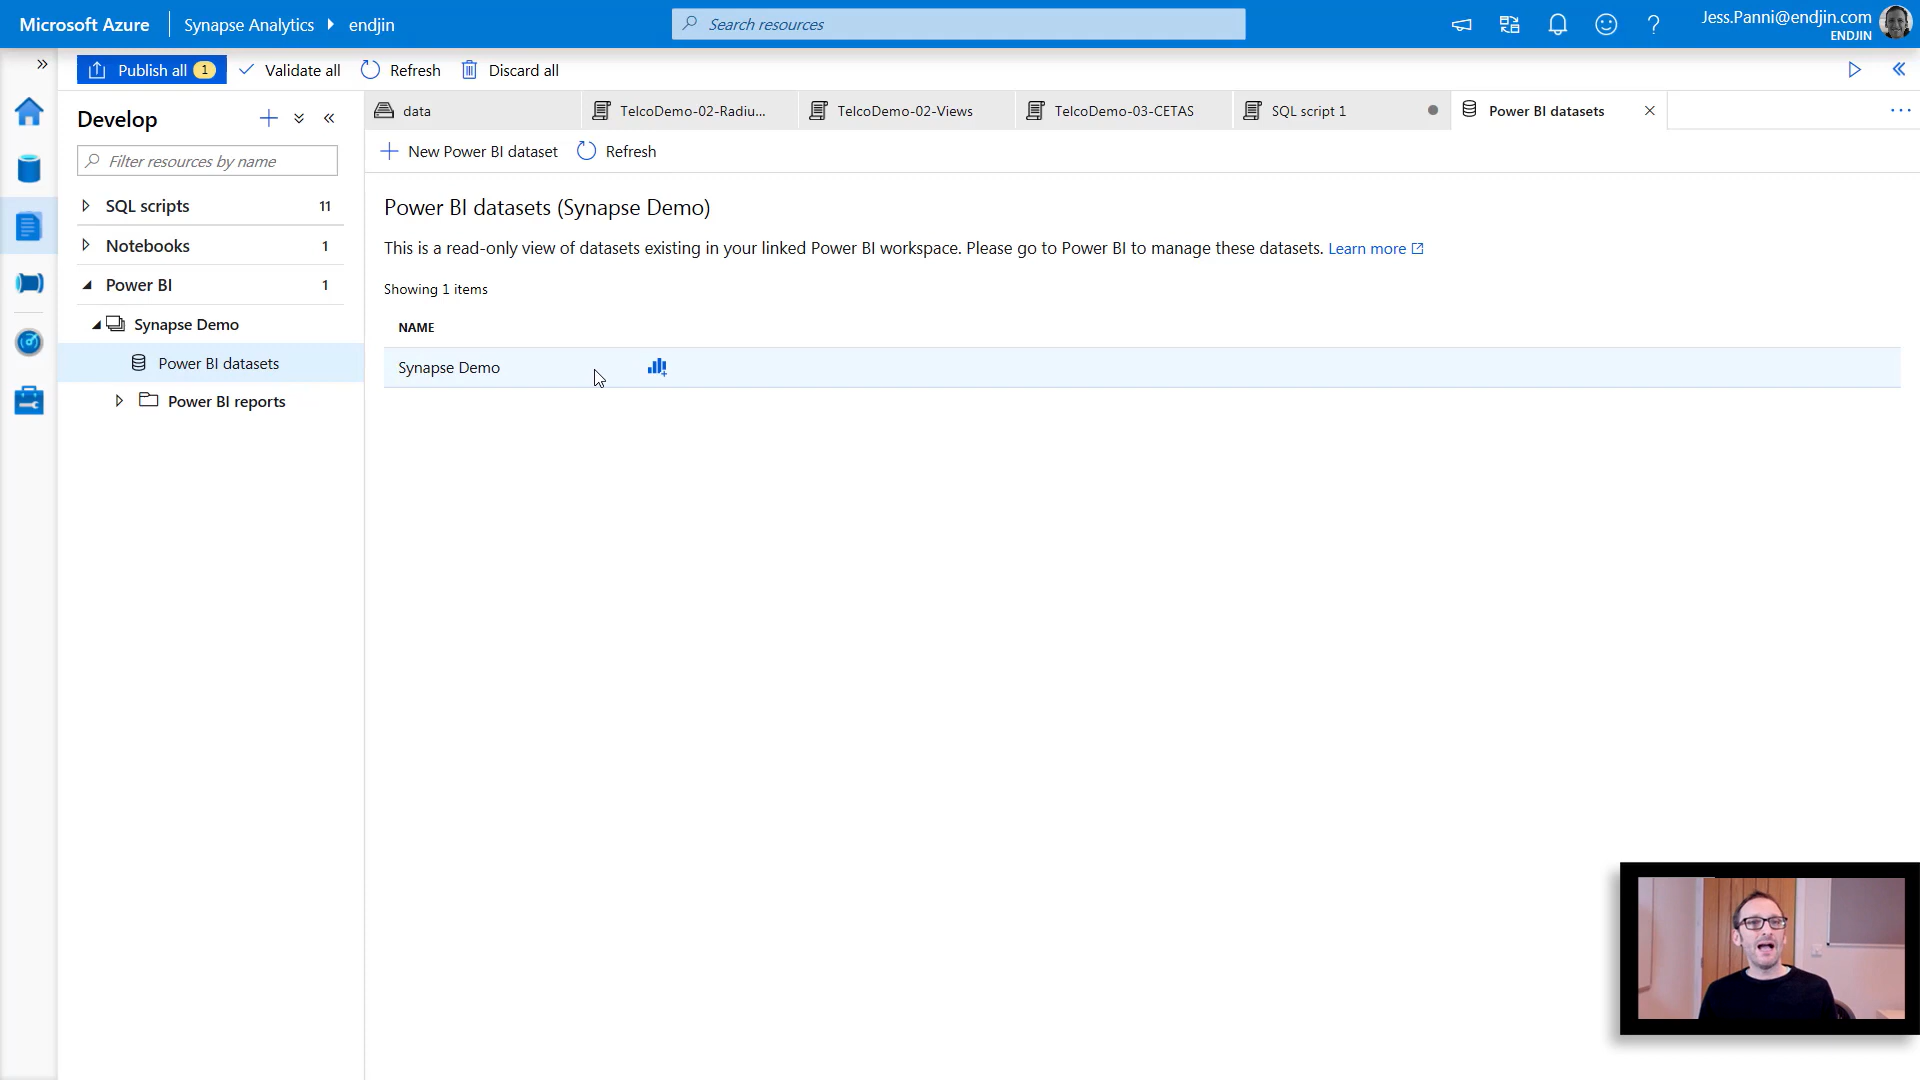 Microsoft Azure
Synapse Analytics
endjin
Search resources
Jess.Panni@endjin.com
ENDJIN
Publish all 1
Validate all
Refresh
Discard all
Develop
Filter resources by name
SQL scripts 11
Notebooks 1
Power BI 1
Synapse Demo
Power BI datasets
Power BI reports
data
TelcoDemo-02-Radiu...
TelcoDemo-02-Views
TelcoDemo-03-CETAS
SQL script 1
Power BI datasets
New Power BI dataset
Refresh
Power BI datasets (Synapse Demo)
This is a read-only view of datasets existing in your linked Power BI workspace. Please go to Power BI to manage these datasets. Learn more
Showing 1 items
NAME
Synapse Demo